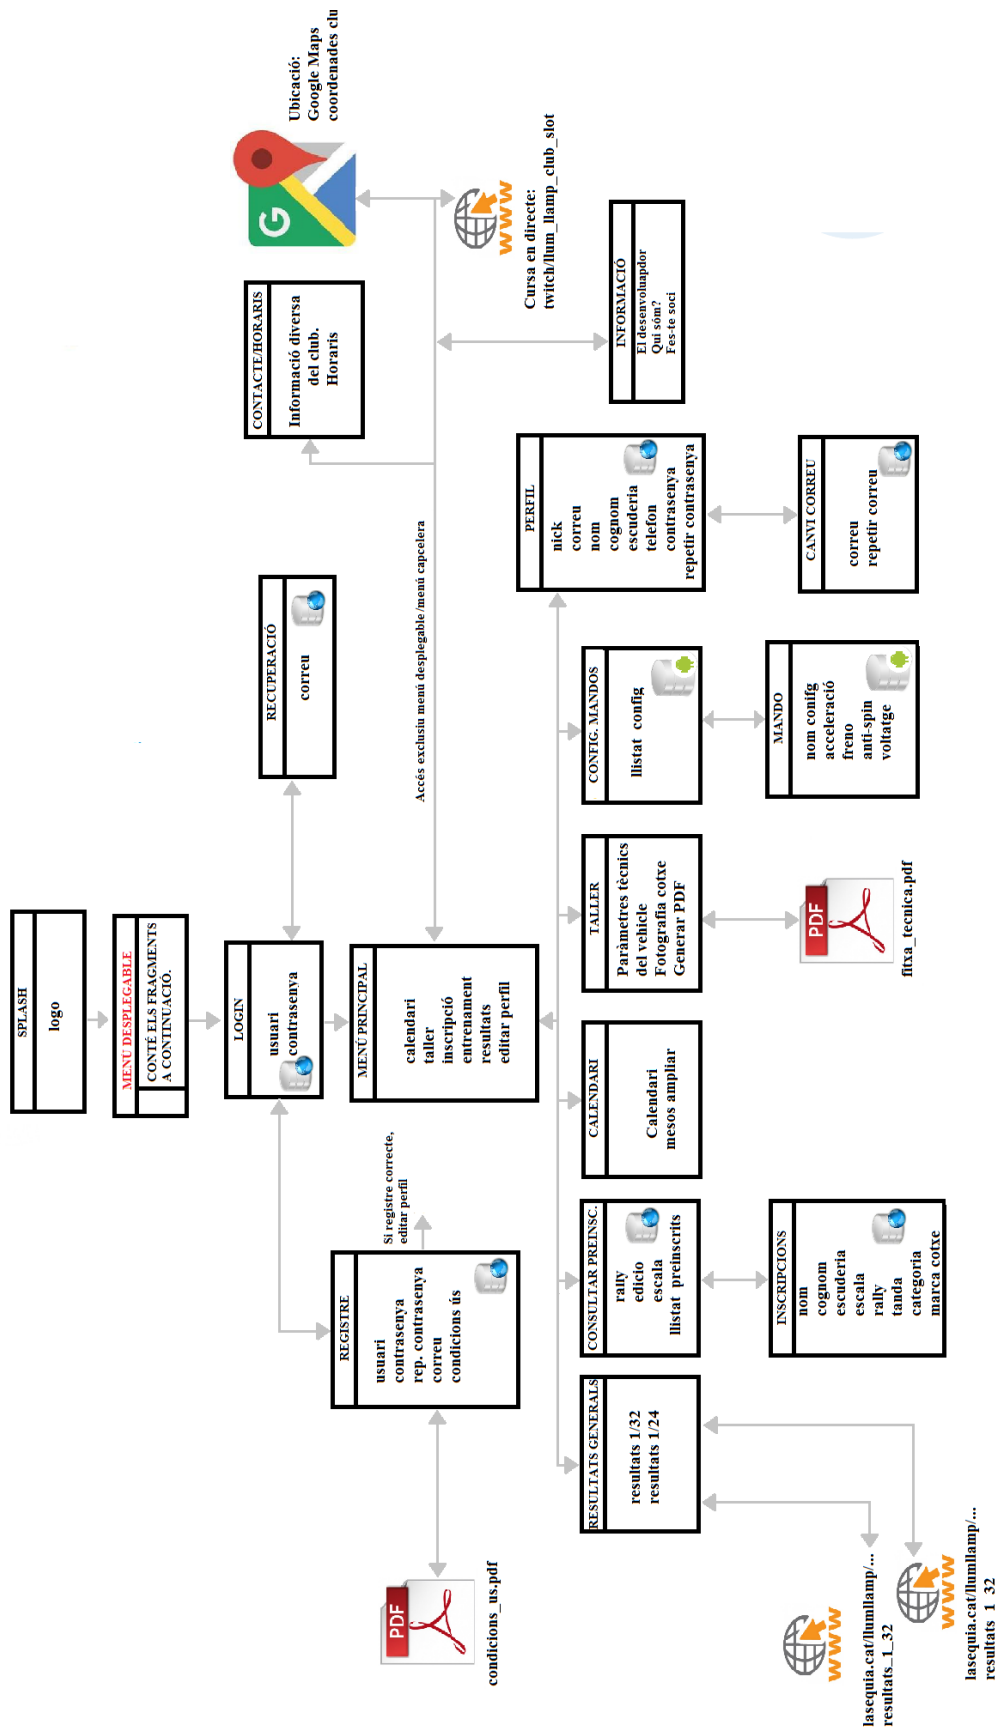 SPLASH
logo
MENU DESPLEGABLE
CONTÉ ELS FRAGMENTS
A CONTINUACIÓ.
LOGIN
usuari
contrasenya
RECUPERACIÓ
correu
REGISTRE
usuari
contrasenya
rep. contrasenya
correu
condicions ús
Si registre correcte,
editar perfil
PDF
condicions_us.pdf
MENÚ PRINCIPAL
calendari
taller
inscripció
entrenament
resultats
editar perfil
Accés exclusiu menú desplegable/menú capcelera
CONTACTE/HORARIS
Informació diversa
del club.
Horaris
G
Ubicació:
Google Maps
coordenades clu
WWW
Cursa en directe:
twitch/llum_llamp_club_slot
INFORMACIÓ
El desenvoluapdor
Qui sóm?
Fes-te soci
RESULTATS GENERALS
resultats 1/32
resultats 1/24
WWW
lasequia.cat/llumllamp/...
resultats_1_32
WWW
lasequia.cat/llumllamp/...
resultats_1_32
CONSULTAR PREINSC.
rally
edicio
escala
llistat preinscrits
INSCRIPCIONS
nom
cognom
escuderia
escala
rally
tanda
categoria
marca cotxe
CALENDARI
Calendari
mesos ampliar
TALLER
Paràmetres tècnics
del vehicle
Fotografia cotxe
Generar PDF
PDF
fitxa_tecnica.pdf
CONFIG. MANDOS
llistat config
MANDO
nom conifg
acceleració
freno
anti-spin
voltatge
PERFIL
nick
correu
nom
cognom
escuderia
telefon
contrasenya
repetir contrasenya
CANVI CORREU
correu
repetir correu